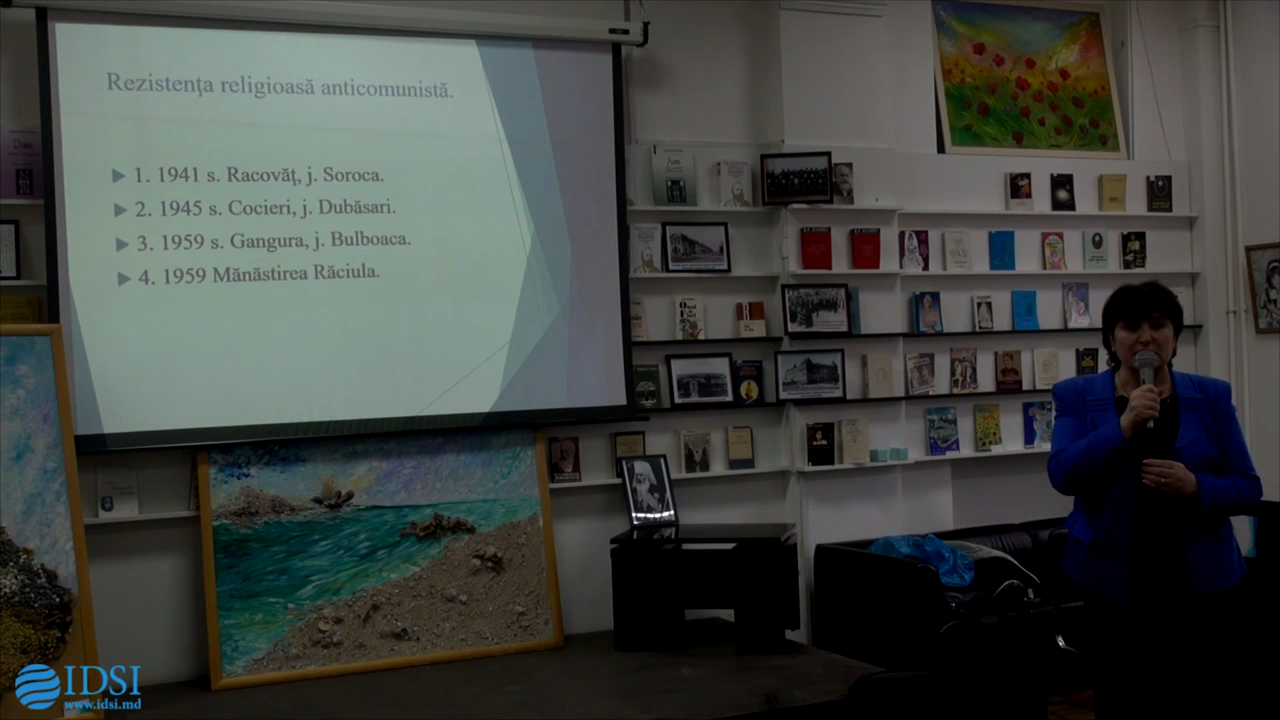 Rezistenţa religioasă anticomunistă.
1. 1941 s. Racovăţ, j. Soroca.
2. 1945 s. Cocieri, j. Dubăsari.
3. 1959 s. Gangura, j. Bulboaca.
4. 1959 Mănăstirea Răciula.
IDSI
www.idsi.md